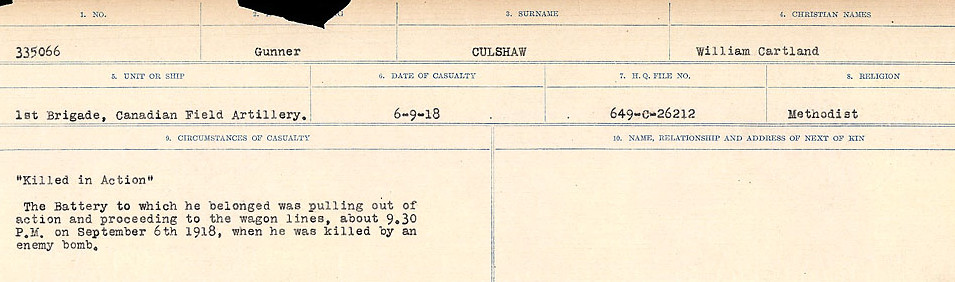 1. NO. 2. NG 3. SURNAME 4. CHRISTIAN NAMES
335066 Gunner CULSHAW William Cartland
5. UNIT OR SHIP 6. DATE OF CASUALTY 7. H. Q. FILE NO. 8. RELIGION
1st Brigade, Canadian Field Artillery. 6-9-18 649-C-26212 Methodist
9. CIRCUMSTANCES OF CASUALTY 10. NAME, RELATIONSHIP AND ADDRESS OF NEXT OF KIN
"Killed in Action"
The Battery to which he belonged was pulling out of
action and proceeding to the wagon lines, about 9.30
P.M. on September 6th 1918, when he was killed by an
enemy bomb.